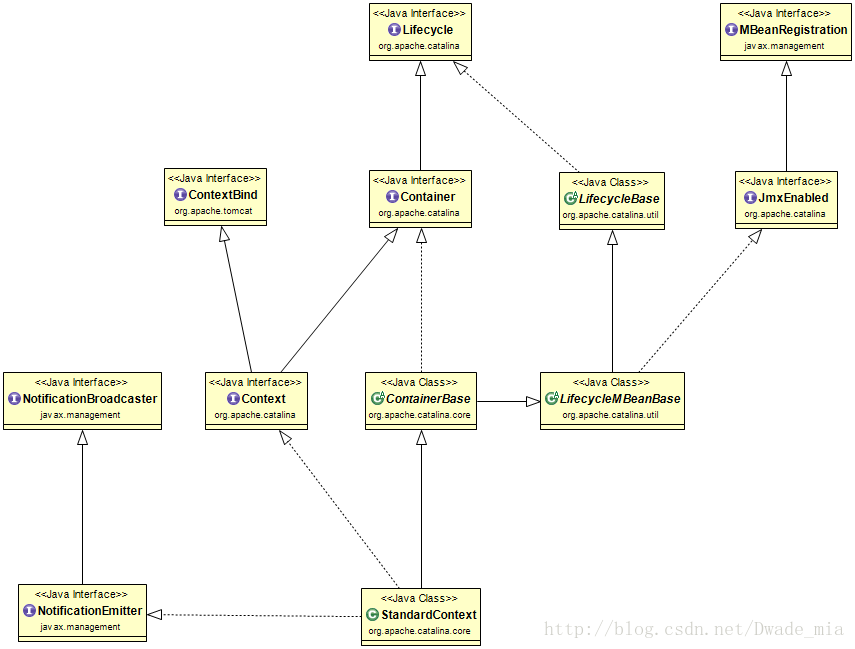 <<Java Interface>>
Lifecycle
org.apache.catalina
<<Java Interface>>
MBeanRegistration
javax.management
<<Java Interface>>
ContextBind
org.apache.tomcat
<<Java Interface>>
Container
org.apache.catalina
<<Java Class>>
LifecycleBase
org.apache.catalina.util
<<Java Interface>>
JmxEnabled
org.apache.catalina
<<Java Interface>>
NotificationBroadcaster
javax.management
<<Java Interface>>
Context
org.apache.catalina
<<Java Class>>
ContainerBase
org.apache.catalina.core
<<Java Class>>
LifecycleMBeanBase
org.apache.catalina.util
<<Java Interface>>
NotificationEmitter
javax.management
<<Java Class>>
StandardContext
org.apache.catalina.core
http://blog.csdn.net/Dwade_mia